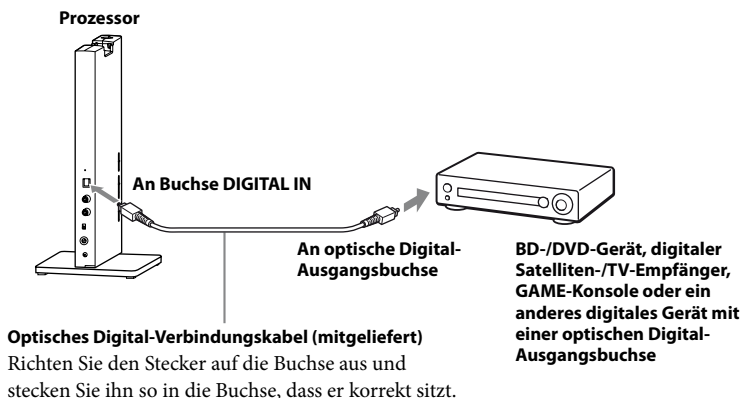 Prozessor
An Buchse DIGITAL IN
An optische Digital-
Ausgangsbuchse
BD-/DVD-Gerät, digitaler
Satelliten-/TV-Empfänger,
GAME-Konsole oder ein
anderes digitales Gerät mit
einer optischen Digital-
Ausgangsbuchse
Optisches Digital-Verbindungskabel (mitgeliefert)
Richten Sie den Stecker auf die Buchse aus und
stecken Sie ihn so in die Buchse, dass er korrekt sitzt.